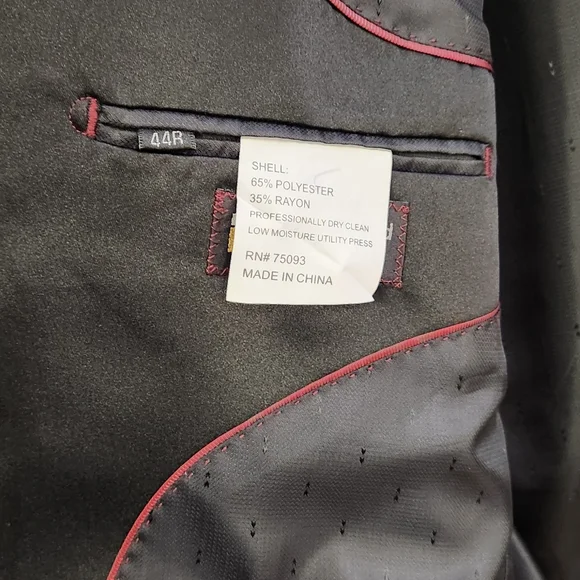 44R
SHELL:
65% POLYESTER
35% RAYON
PROFESSIONALLY DRY CLEAN
LOW MOISTURE UTILITY PRESS
RN# 75093
MADE IN CHINA